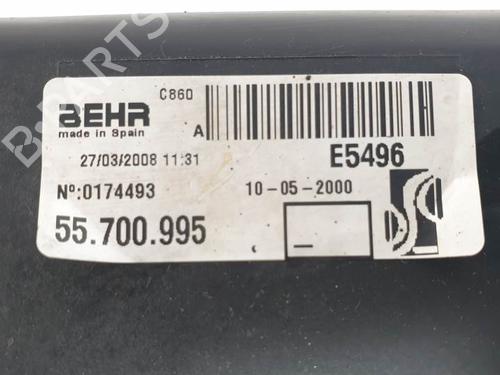 B-PARTS
C860
BEHR
made in Spain
A
27/03/2008 11:31
E5496
Nº:0174493
10-05-2000
55.700.995